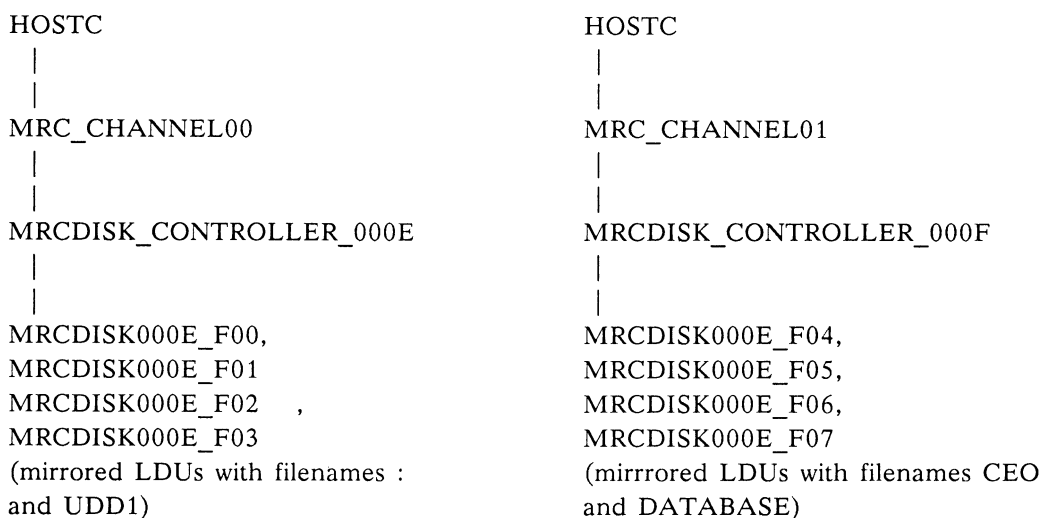 HOSTC
MRC_CHANNEL00
MRCDISK_CONTROLLER_000E
MRCDISK000E_F00,
MRCDISK000E_F01
MRCDISK000E_F02 ,
MRCDISK000E_F03
(mirrored LDUs with filenames :
and UDD1)
HOSTC
MRC_CHANNEL01
MRCDISK_CONTROLLER_000F
MRCDISK000E_F04,
MRCDISK000E_F05,
MRCDISK000E_F06,
MRCDISK000E_F07
(mirrrored LDUs with filenames CEO
and DATABASE)